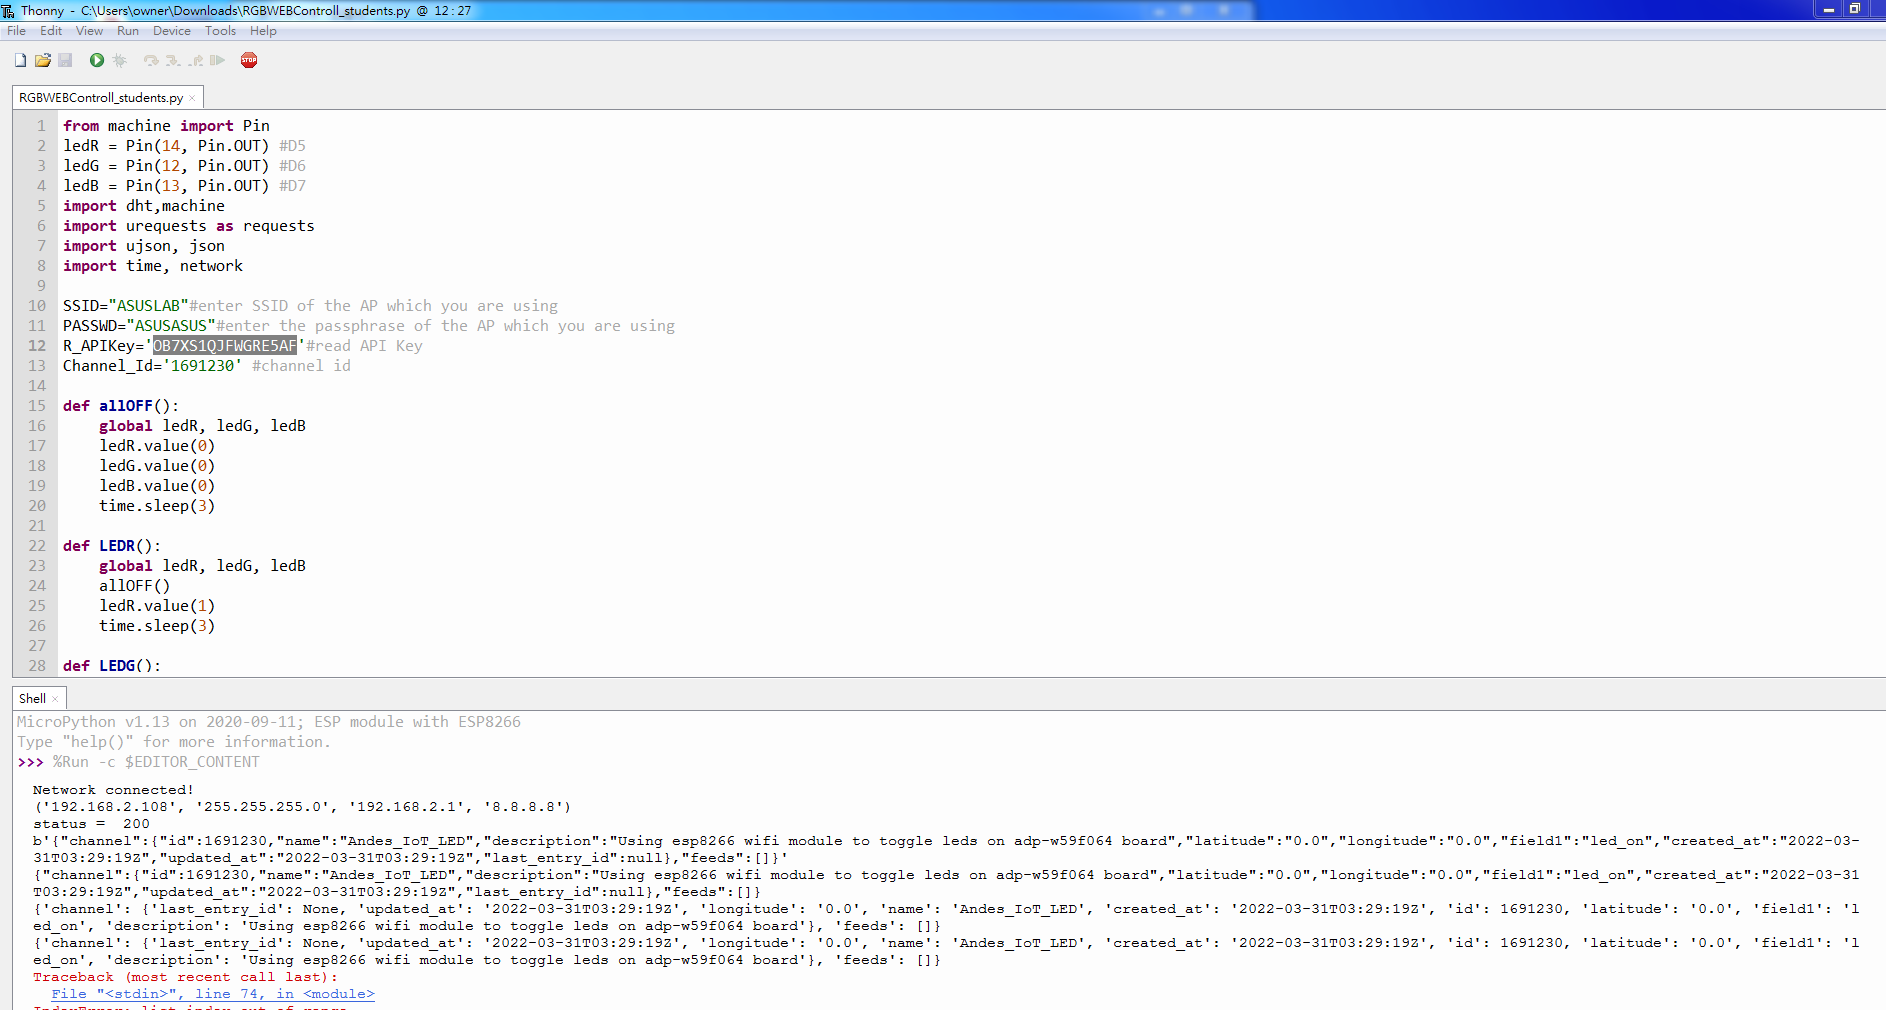 Thonny - C:\Users\owner\Downloads\RGBWEBControll_students.py @ 12 : 27
File Edit View Run Device Tools Help
STOP
RGBWEBControll_students.py ×
1 from machine import Pin
2 ledR = Pin(14, Pin.OUT) #D5
3 ledG = Pin(12, Pin.OUT) #D6
4 ledB = Pin(13, Pin.OUT) #D7
5 import dht,machine
6 import urequests as requests
7 import ujson, json
8 import time, network
9
10 SSID="ASUSLAB"#enter SSID of the AP which you are using
11 PASSWD="ASUSASUS"#enter the passphrase of the AP which you are using
12 R_APIKey='OB7XS1QJFWGRE5AF'#read API Key
13 Channel_Id='1691230' #channel id
14
15 def allOFF():
16     global ledR, ledG, ledB
17     ledR.value(0)
18     ledG.value(0)
19     ledB.value(0)
20     time.sleep(3)
21
22 def LEDR():
23     global ledR, ledG, ledB
24     allOFF()
25     ledR.value(1)
26     time.sleep(3)
27
28 def LEDG():
Shell ×
MicroPython v1.13 on 2020-09-11; ESP module with ESP8266
Type "help()" for more information.
>>> %Run -c $EDITOR_CONTENT
Network connected!
('192.168.2.108', '255.255.255.0', '192.168.2.1', '8.8.8.8')
status =  200
b'{"channel":{"id":1691230,"name":"Andes_IoT_LED","description":"Using esp8266 wifi module to toggle leds on adp-w59f064 board","latitude":"0.0","longitude":"0.0","field1":"led_on","created_at":"2022-03-
31T03:29:19Z","updated_at":"2022-03-31T03:29:19Z","last_entry_id":null},"feeds":[]}'
{"channel":{"id":1691230,"name":"Andes_IoT_LED","description":"Using esp8266 wifi module to toggle leds on adp-w59f064 board","latitude":"0.0","longitude":"0.0","field1":"led_on","created_at":"2022-03-31
T03:29:19Z","updated_at":"2022-03-31T03:29:19Z","last_entry_id":null},"feeds":[]}
{'channel': {'last_entry_id': None, 'updated_at': '2022-03-31T03:29:19Z', 'longitude': '0.0', 'name': 'Andes_IoT_LED', 'created_at': '2022-03-31T03:29:19Z', 'id': 1691230, 'latitude': '0.0', 'field1': 'l
ed_on', 'description': 'Using esp8266 wifi module to toggle leds on adp-w59f064 board'}, 'feeds': []}
{'channel': {'last_entry_id': None, 'updated_at': '2022-03-31T03:29:19Z', 'longitude': '0.0', 'name': 'Andes_IoT_LED', 'created_at': '2022-03-31T03:29:19Z', 'id': 1691230, 'latitude': '0.0', 'field1': 'l
ed_on', 'description': 'Using esp8266 wifi module to toggle leds on adp-w59f064 board'}, 'feeds': []}
Traceback (most recent call last):
File "<stdin>", line 74, in <module>
IndexError: list index out of range